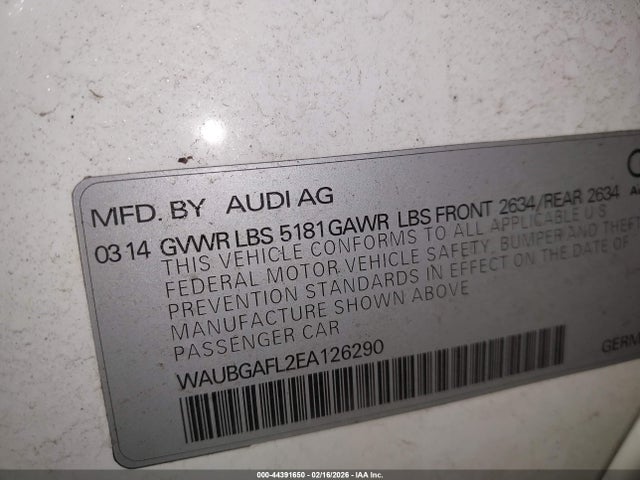 MFD. BY AUDI AG
03 14 GVWR LBS 5181 GAWR LBS FRONT 2634/REAR 2634
THIS VEHICLE CONFORMS TO ALL APPLICABLE U S
FEDERAL MOTOR VEHICLE SAFETY, BUMPER AND THEFT
PREVENTION STANDARDS IN EFFECT ON THE DATE OF
MANUFACTURE SHOWN ABOVE
PASSENGER CAR
WAUBGAFL2EA126290
GERM
000-44391650 - 02/16/2026 - IAA Inc.